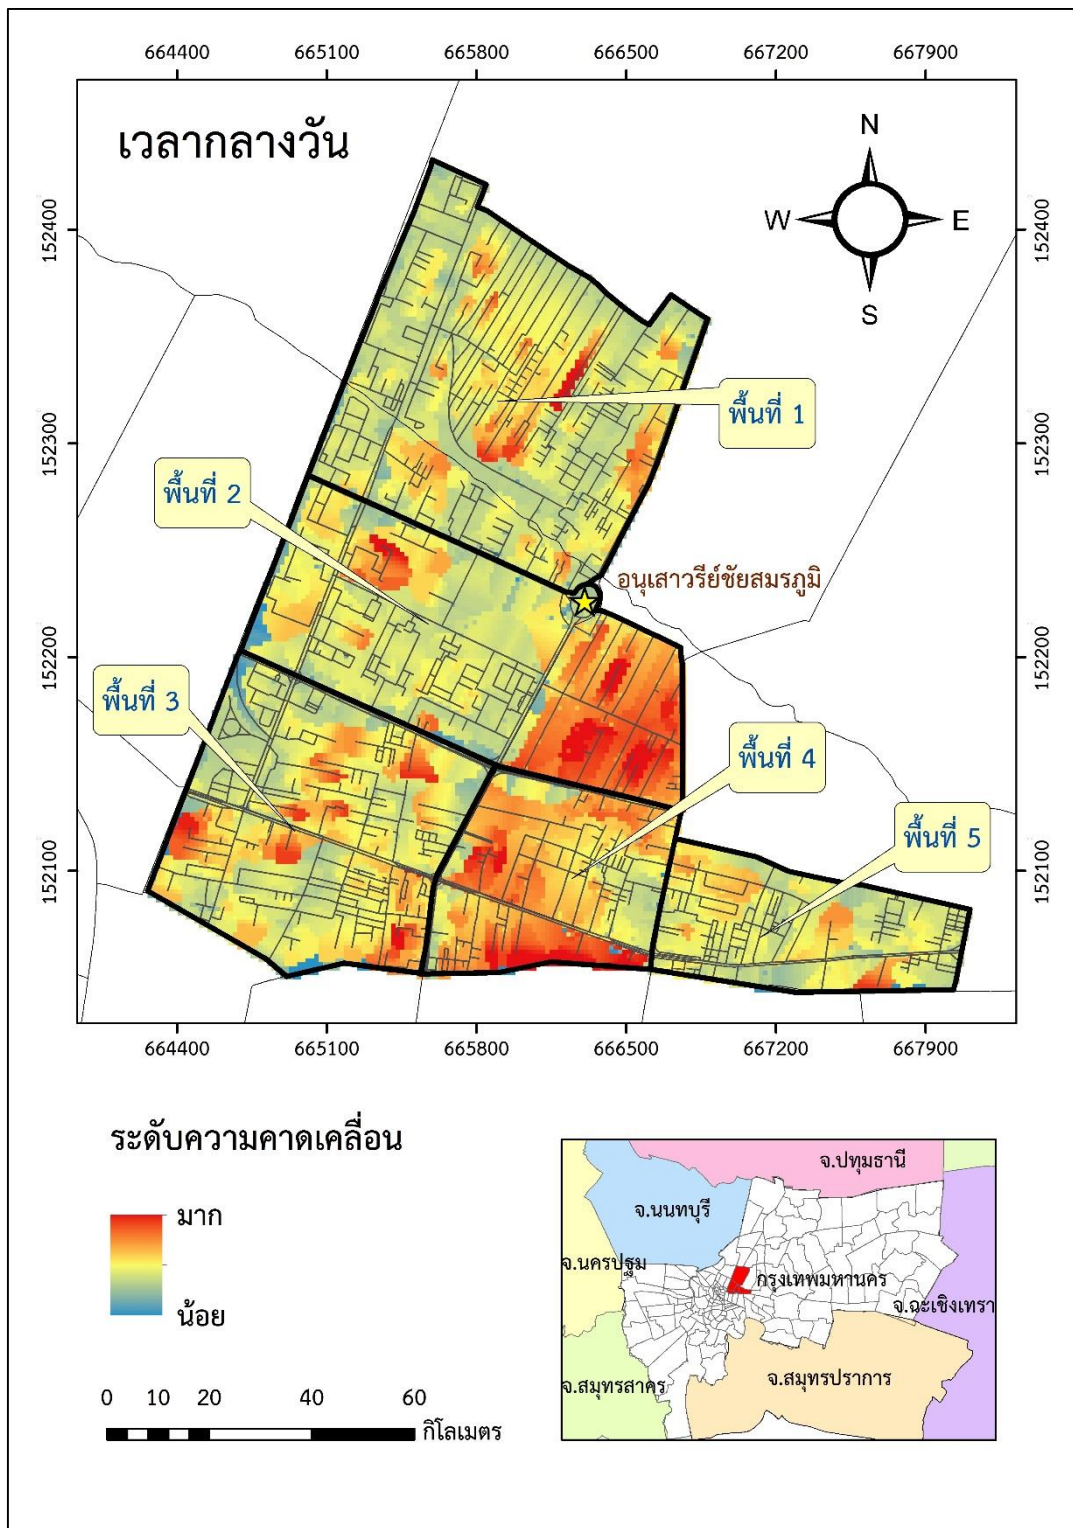 664400 665100 665800 666500 667200 667900
เวลากลางวัน
N
W E
S
152400 152400
152300 152300
152200 152200
152100 152100
พื้นที่ 1
พื้นที่ 2
อนุเสาวรีย์ชัยสมรภูมิ
พื้นที่ 3
พื้นที่ 4
พื้นที่ 5
664400 665100 665800 666500 667200 667900
ระดับความคาดเคลื่อน
มาก
น้อย
0 10 20 40 60
กิโลเมตร
จ.ปทุมธานี
จ.นนทบุรี
จ.นครปฐม
กรุงเทพมหานคร
จ.ฉะเชิงเทรา
จ.สมุทรสาคร
จ.สมุทรปราการ